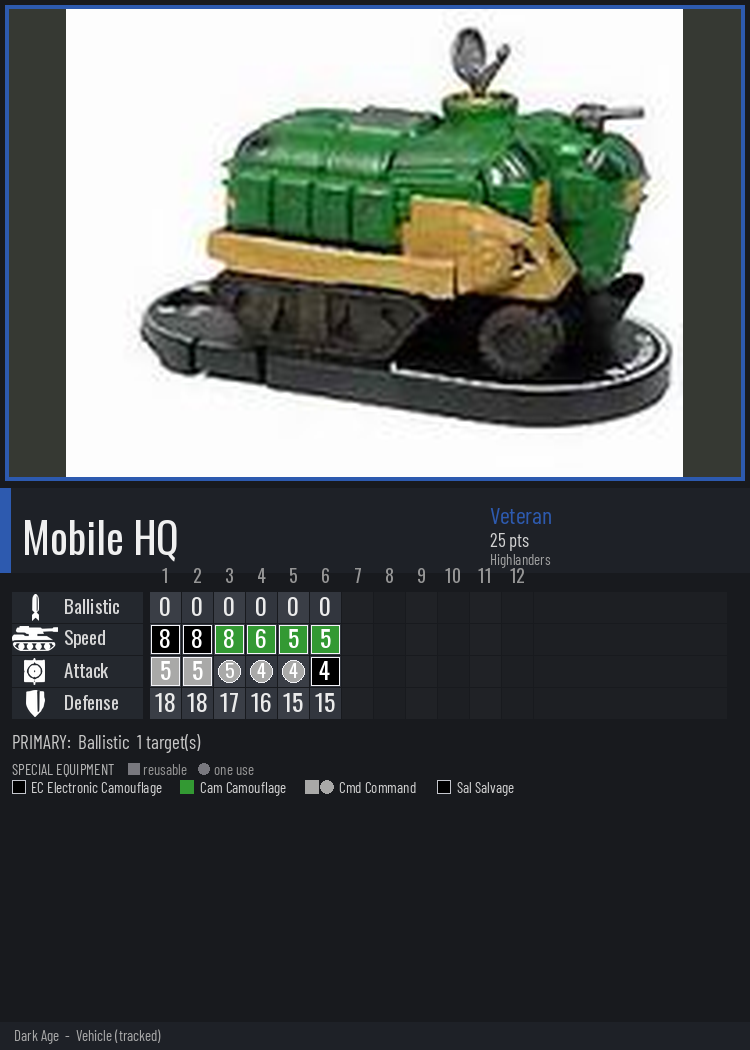 Mobile HQ
Veteran
25 pts
Highlanders
1 2 3 4 5 6 7 8 9 10 11 12
Ballistic 0 0 0 0 0 0
Speed 8 8 8 6 5 5
Attack 5 5 5 4 4 4
Defense 18 18 17 16 15 15
PRIMARY: Ballistic 1 target(s)
SPECIAL EQUIPMENT reusable one use
EC Electronic Camouflage Cam Camouflage Cmd Command Sal Salvage
Dark Age - Vehicle (tracked)